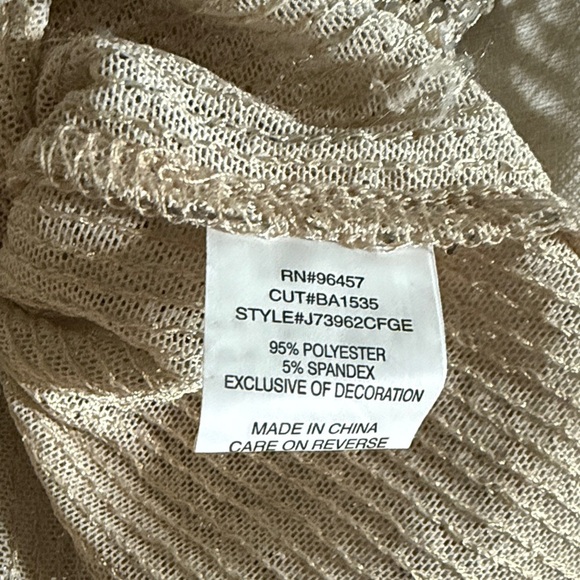 RN#96457
CUT#BA1535
STYLE#J73962CFGE
95% POLYESTER
5% SPANDEX
EXCLUSIVE OF DECORATION
MADE IN CHINA
CARE ON REVERSE